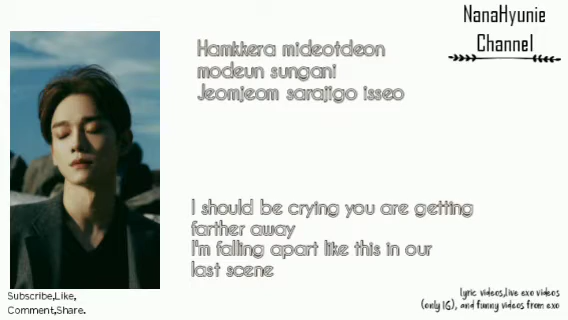 NanaHyunie
Channel
Hamkkera mideotdeon
modeun sungani
Jeomjeom sarajigo isseo
I should be crying you are getting
farther away
I'm falling apart like this in our
last scene
Subscribe,Like,
Comment,Share.
lyric videos,live exo videos
(only IG), and funny videos from exo